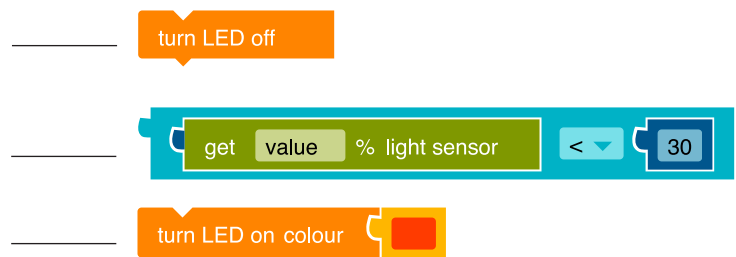 turn LED off
get value % light sensor < 30
turn LED on colour